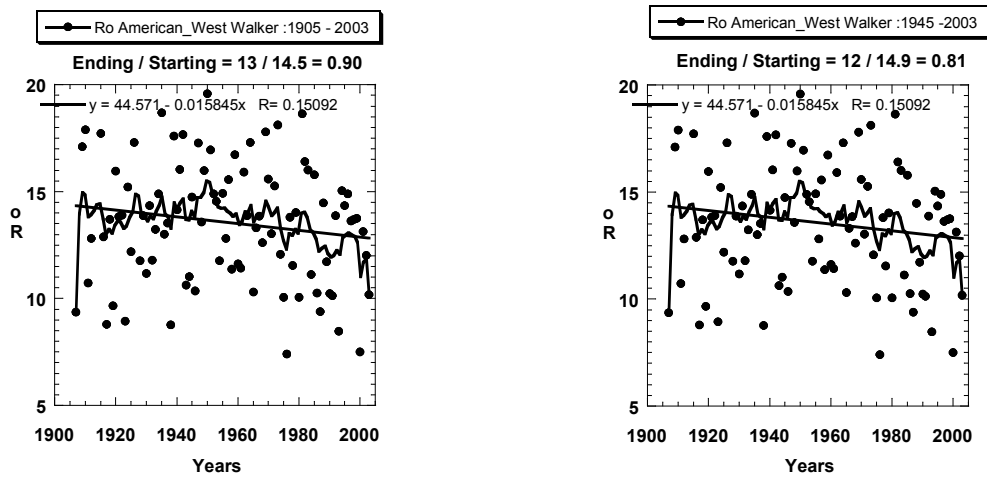 Ro American_West Walker :1905 - 2003
Ending / Starting = 13 / 14.5 = 0.90
y = 44.571 - 0.015845x R= 0.15092
20
15
10
5
o
R
1900 1920 1940 1960 1980 2000
Years
Ro American_West Walker :1945 - 2003
Ending / Starting = 12 / 14.9 = 0.81
y = 44.571 - 0.015845x R= 0.15092
20
15
10
5
o
R
1900 1920 1940 1960 1980 2000
Years